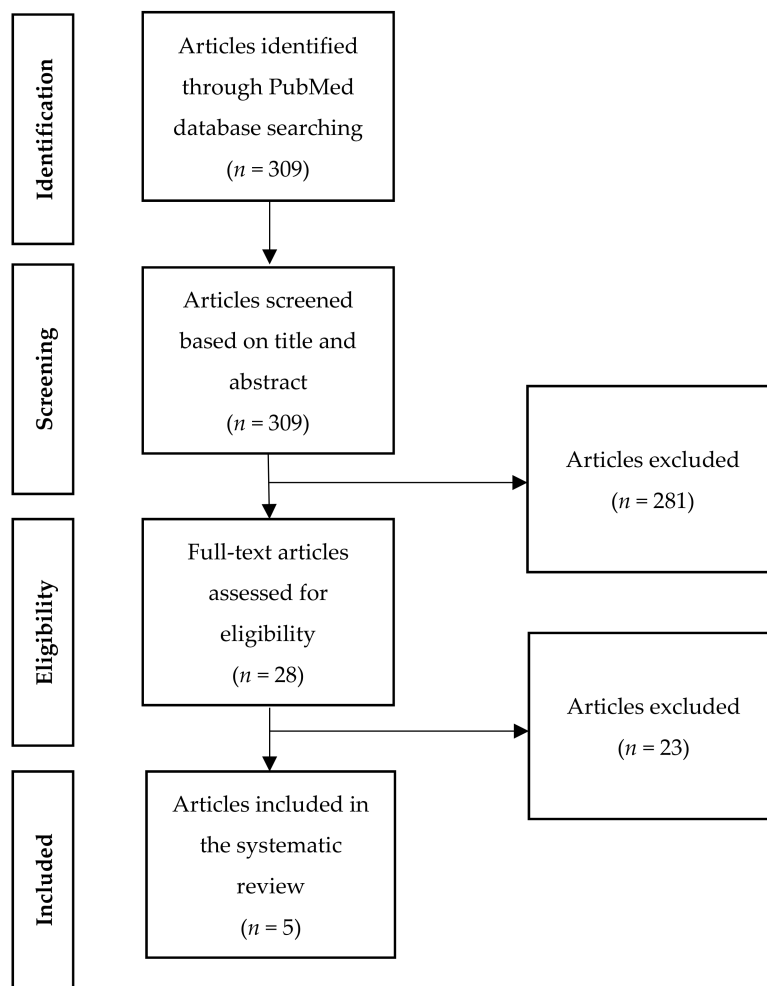 Identification
Articles identified
through PubMed
database searching
(n = 309)
Screening
Articles screened
based on title and
abstract
(n = 309)
Articles excluded
(n = 281)
Eligibility
Full-text articles
assessed for
eligibility
(n = 28)
Articles excluded
(n = 23)
Included
Articles included in
the systematic
review
(n = 5)